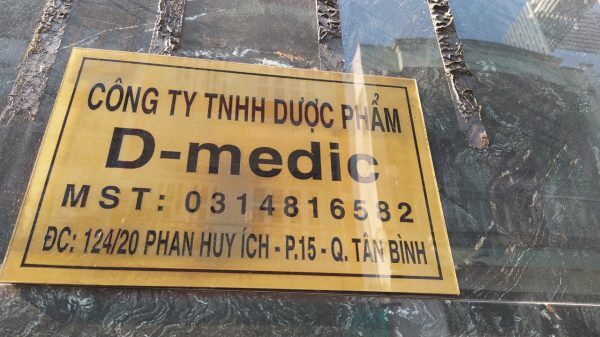 CÔNG TY TNHH DƯỢC PHẨM
D-medic
MST: 0314816582
ĐC: 124/20 PHAN HUY ÍCH - P.15 - Q. TÂN BÌNH